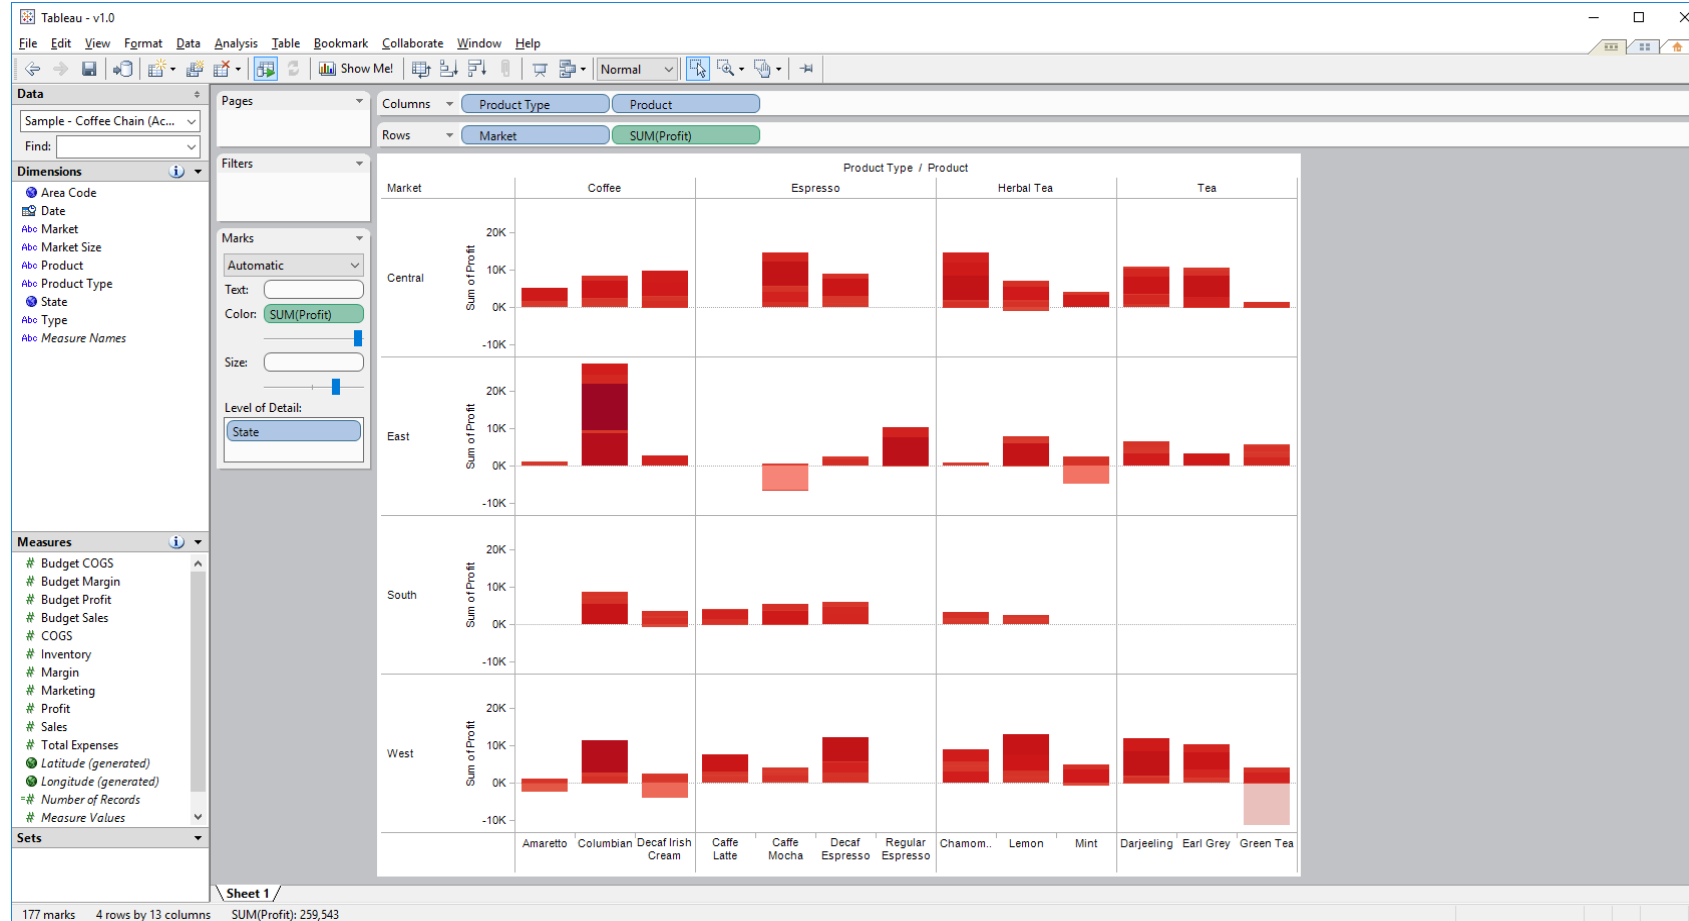 Tableau - v1.0
File Edit View Format Data Analysis Table Bookmark Collaborate Window Help
Show Me! Normal
Data
Sample - Coffee Chain (Ac...
Find:
Dimensions
Area Code
Date
Abc Market
Abc Market Size
Abc Product
Abc Product Type
State
Abc Type
Abc Measure Names
Measures
# Budget COGS
# Budget Margin
# Budget Profit
# Budget Sales
# COGS
# Inventory
# Margin
# Marketing
# Profit
# Sales
# Total Expenses
Latitude (generated)
Longitude (generated)
=# Number of Records
# Measure Values
Sets
Pages
Filters
Marks
Automatic
Text:
Color: SUM(Profit)
Size:
Level of Detail:
State
Columns Product Type Product
Rows Market SUM(Profit)
Product Type / Product
Market Coffee Espresso Herbal Tea Tea
Central
Sum of Profit
20K
10K
0K
-10K
East
Sum of Profit
20K
10K
0K
-10K
South
Sum of Profit
20K
10K
0K
-10K
West
Sum of Profit
20K
10K
0K
-10K
Amaretto Columbian Decaf Irish Cream Caffe Latte Caffe Mocha Decaf Espresso Regular Espresso Chamom.. Lemon Mint Darjeeling Earl Grey Green Tea
Sheet 1
177 marks 4 rows by 13 columns SUM(Profit): 259,543